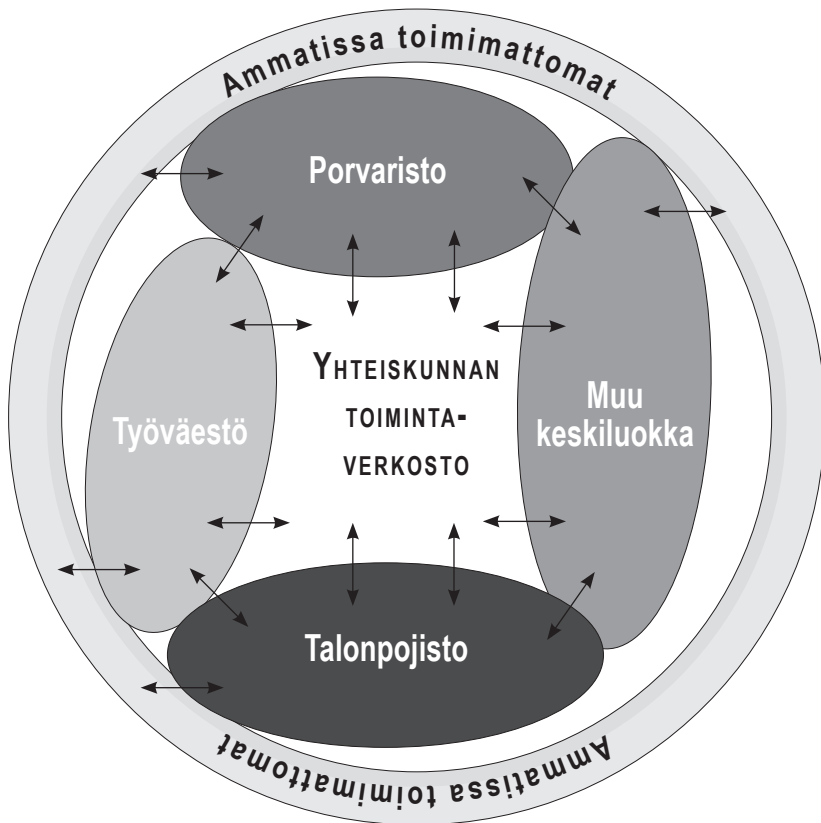 Ammatissa toimimattomat
Porvaristo
YHTEISKUNNAN
TOIMINTA-
VERKOSTO
Työväestö
Muu
keskiluokka
Talonpojisto
Ammatissa toimimattomat